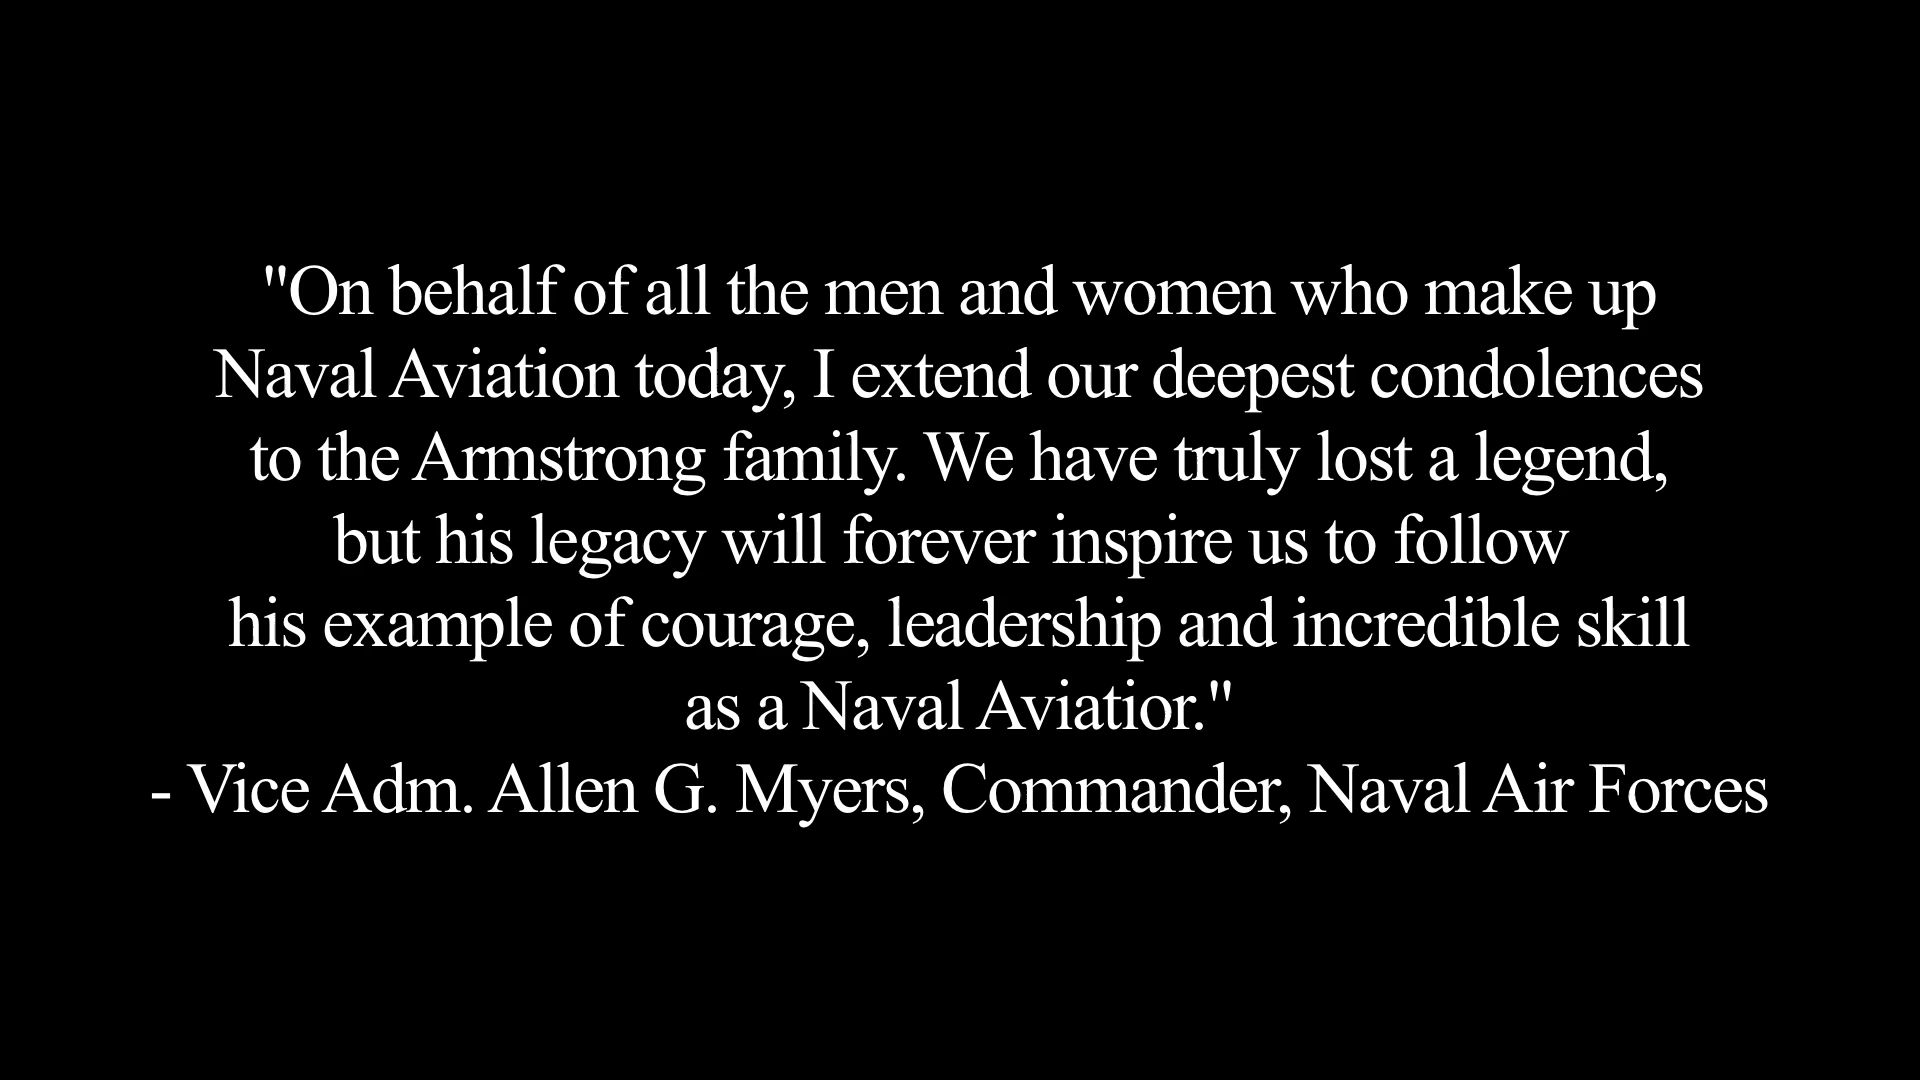 "On behalf of all the men and women who make up
Naval Aviation today, I extend our deepest condolences
to the Armstrong family. We have truly lost a legend,
but his legacy will forever inspire us to follow
his example of courage, leadership and incredible skill
as a Naval Aviatior."
- Vice Adm. Allen G. Myers, Commander, Naval Air Forces